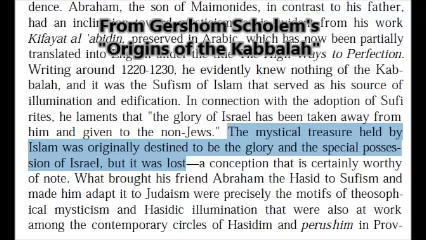 dence. Abraham, the son of Maimonides, in contrast to his father,
had an inclin
From Gershom Scholem's
from his work
Kifayat al-'abidin, preserved in Arabic, which has now been partially
"Origins of the Kabbalah"
translated into English under the title The High Ways to Perfection.
Writing around 1220-1230, he evidently knew nothing of the Kab-
balah, and it was the Sufism of Islam that served as his source of
illumination and edification. In connection with the adoption of Sufi
rites, he laments that "the glory of Israel has been taken away from
him and given to the non-Jews." The mystical treasure held by
Islam was originally destined to be the glory and the special posses-
sion of Israel, but it was lost—a conception that is certainly worthy
of note. What brought his friend Abraham the Hasid to Sufism and
made him adapt it to Judaism were precisely the motifs of theosoph-
ical mysticism and Hasidic illumination that were also at work
among the contemporary circles of Hasidim and perushim in Prov-